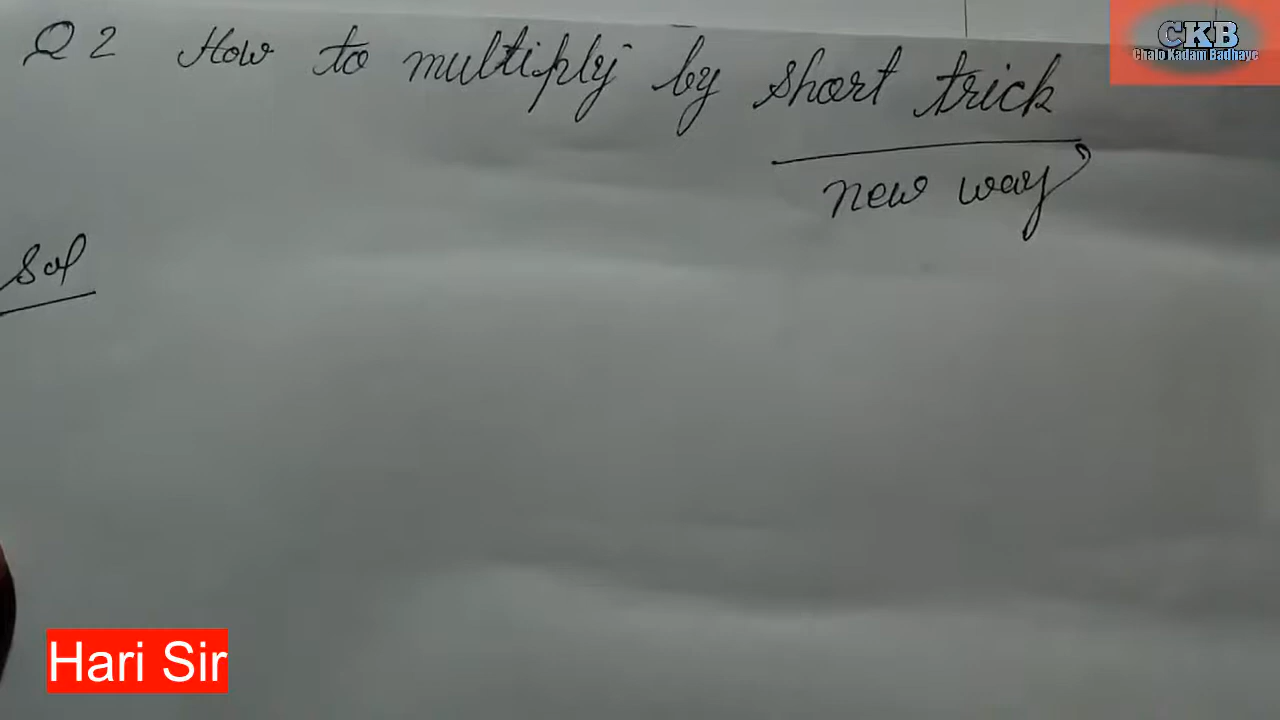 Q2 How to multiply by short trick
new way
Sol
CKB
Chalo Kadam Badhaye
Hari Sir